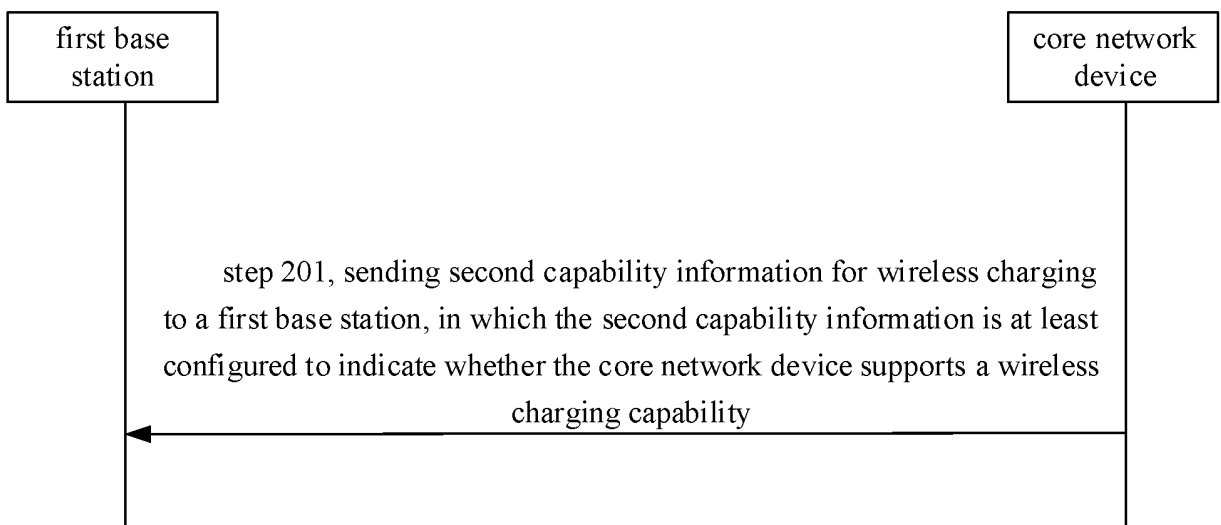 first base
station
core network
device
step 201, sending second capability information for wireless charging
to a first base station, in which the second capability information is at least
configured to indicate whether the core network device supports a wireless
charging capability